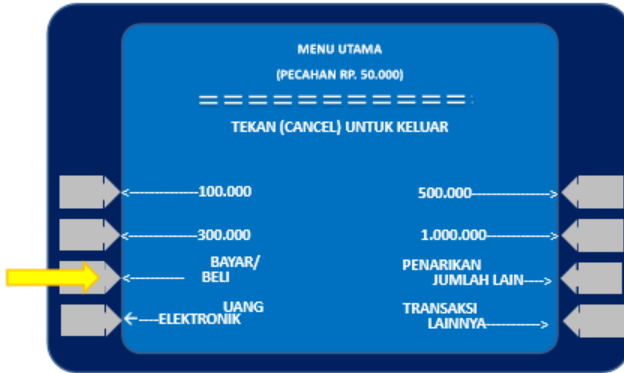 MENU UTAMA
(PECAHAN RP. 50.000)
= = = = = = = = = = = = :
TEKAN (CANCEL) UNTUK KELUAR
<--------------100.000
500.000---------------->
<--------------300.000
1.000.000------------->
BAYAR/
<----------- BELI
PENARIKAN
JUMLAH LAIN---->
UANG
<----ELEKTRONIK
TRANSAKSI
LAINNYA----------->